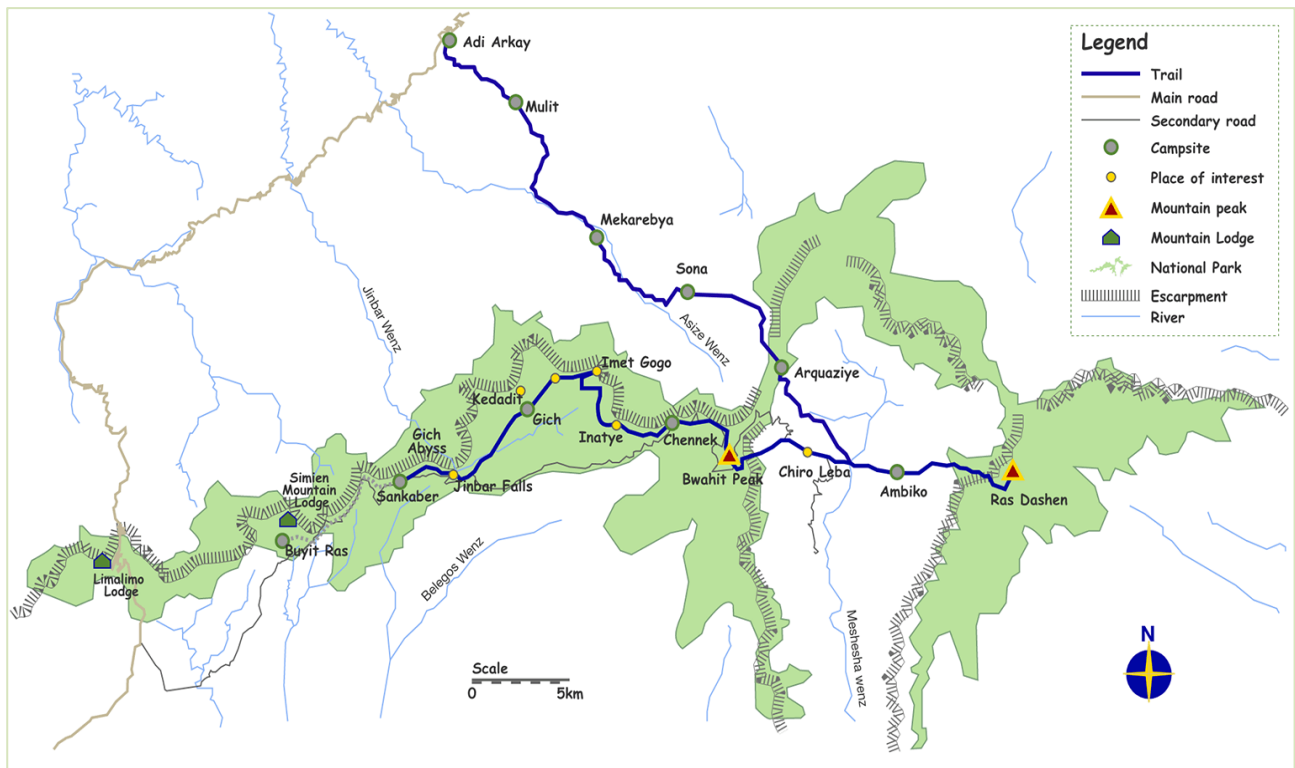 Adi Arkay
Mulit
Mekarebya
Sona
Asize Wenz
Jinbar Wenz
Arquaziye
Imet Gogo
Kedadit
Gich
Inatye
Chennek
Gich
Abyss
Bwahit Peak
Chiro Leba
Ambiko
Ras Dashen
Simien
Mountain
Lodge
Sankaber
Jinbar Falls
Buyit Ras
Limalimo
Lodge
Belegos Wenz
Meshesha wenz
Scale
0 5km
N
Legend
Trail
Main road
Secondary road
Campsite
Place of interest
Mountain peak
Mountain Lodge
National Park
Escarpment
River